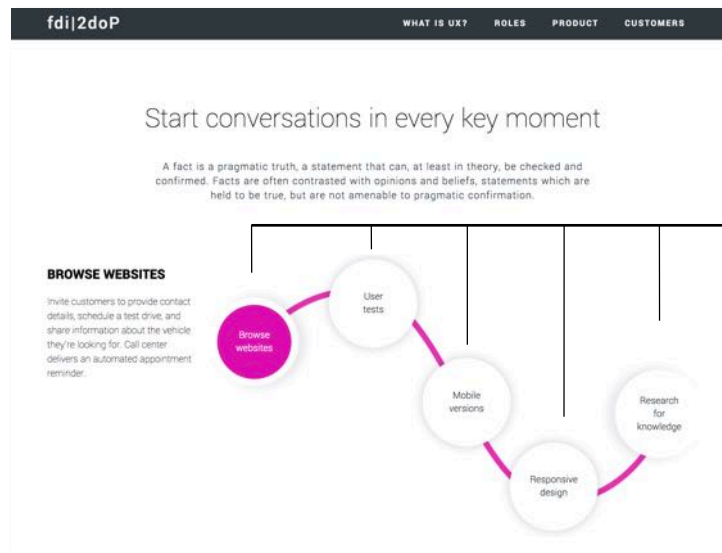 fdi|2doP
WHAT IS UX? ROLES PRODUCT CUSTOMERS
Start conversations in every key moment
A fact is a pragmatic truth, a statement that can, at least in theory, be checked and
confirmed. Facts are often contrasted with opinions and beliefs, statements which are
held to be true, but are not amenable to pragmatic confirmation.
BROWSE WEBSITES
Invite customers to provide contact
details, schedule a test drive, and
share information about the vehicle
they're looking for. Call center
delivers an automated appointment
reminder.
Browse
websites
User
tests
Mobile
versions
Responsive
design
Research
for
knowledge